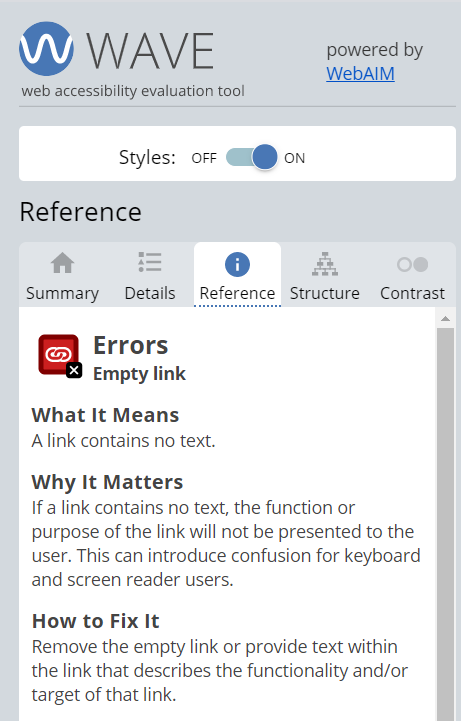 WAVE
powered by
WebAIM
web accessibility evaluation tool
Styles: OFF ON
Reference
Summary Details Reference Structure Contrast
Errors
Empty link
What It Means
A link contains no text.
Why It Matters
If a link contains no text, the function or
purpose of the link will not be presented to the
user. This can introduce confusion for keyboard
and screen reader users.
How to Fix It
Remove the empty link or provide text within
the link that describes the functionality and/or
target of that link.